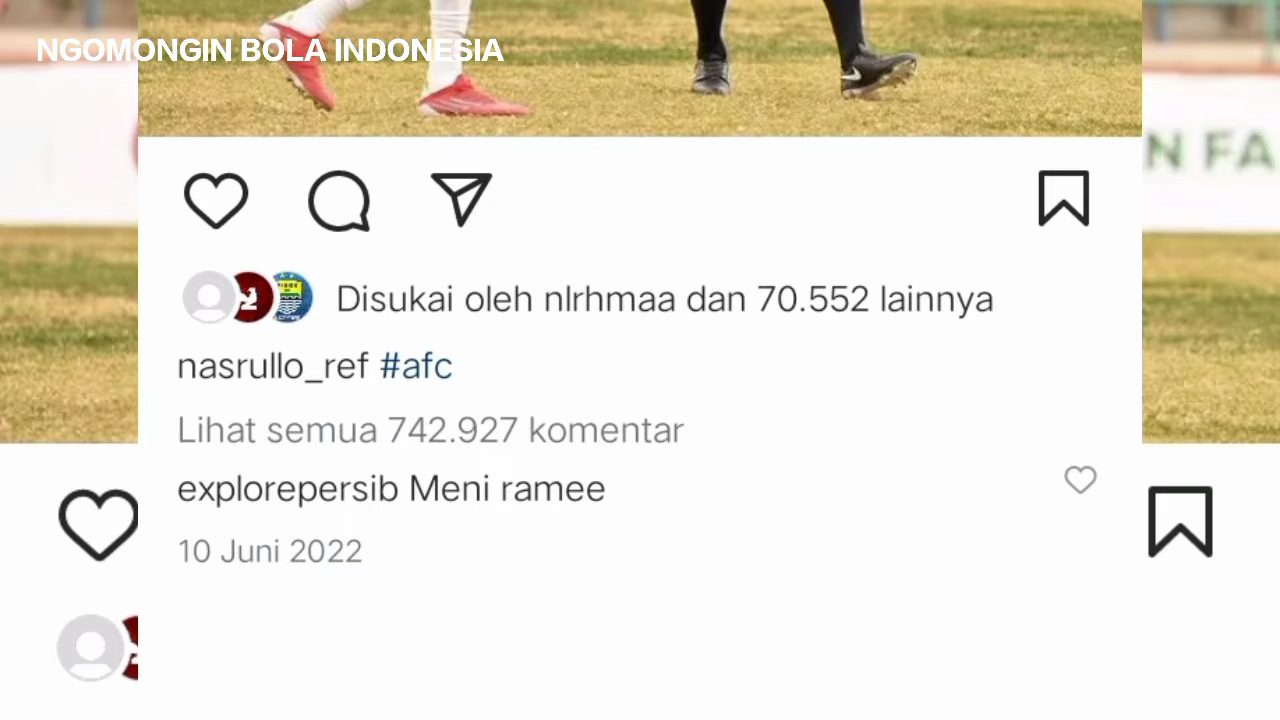 NGOMONGIN BOLA INDONESIA
N FA
Disukai oleh nlrhmaa dan 70.552 lainnya
nasrullo_ref #afc
Lihat semua 742.927 komentar
explorepersib Meni ramee
10 Juni 2022